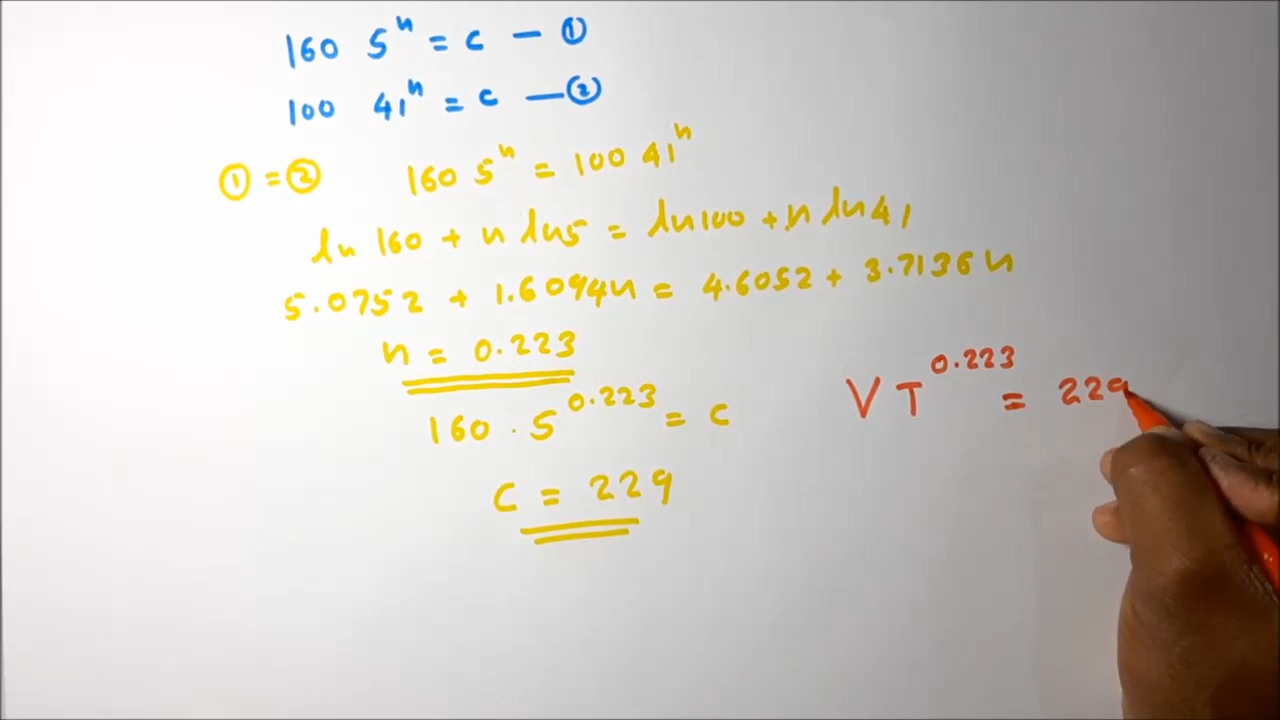 160 5ⁿ = c — ①
100 41ⁿ = c — ②
① = ② 160 5ⁿ = 100 41ⁿ
ln 160 + n ln5 = ln100 + n ln41
5.0752 + 1.6094n = 4.6052 + 3.7136n
n = 0.223
160 . 5^0.223 = c
C = 229
VT^0.223 = 229